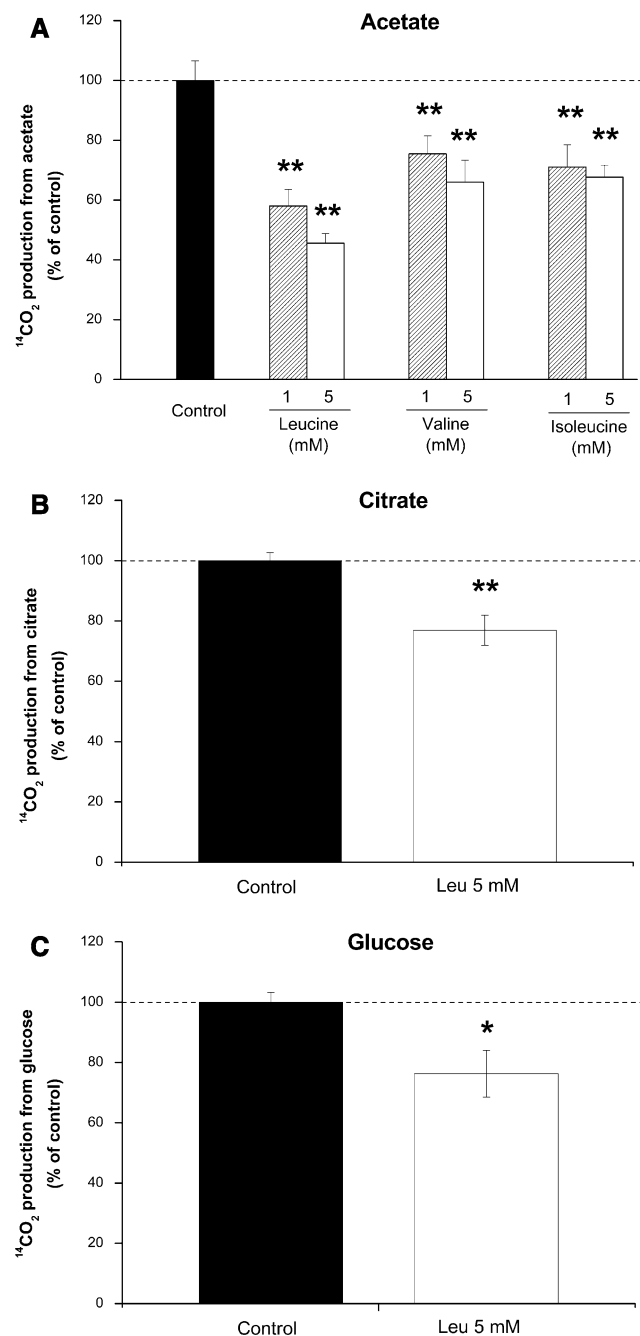 A
Acetate
¹⁴CO₂ production from acetate
(% of control)
120
100
80
60
40
20
0
**
**
**
**
**
**
Control
1 5
Leucine
(mM)
1 5
Valine
(mM)
1 5
Isoleucine
(mM)
B
Citrate
¹⁴CO₂ production from citrate
(% of control)
120
100
80
60
40
20
0
**
Control
Leu 5 mM
C
Glucose
¹⁴CO₂ production from glucose
(% of control)
120
100
80
60
40
20
0
*
Control
Leu 5 mM